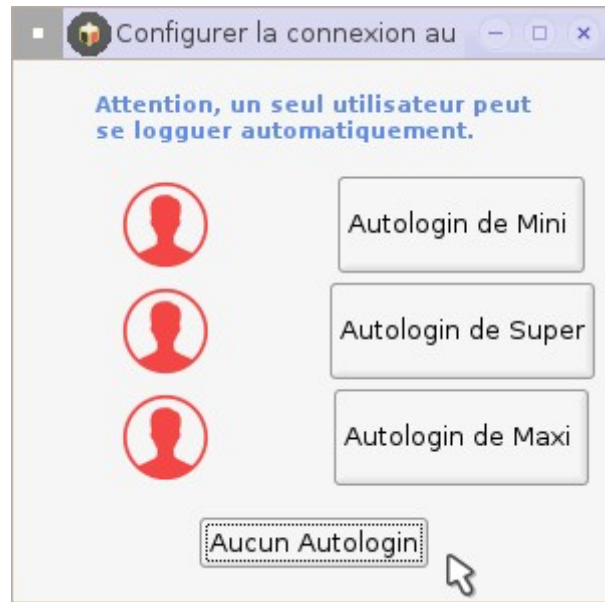 Configurer la connexion au
Attention, un seul utilisateur peut
se logguer automatiquement.
Autologin de Mini
Autologin de Super
Autologin de Maxi
Aucun Autologin